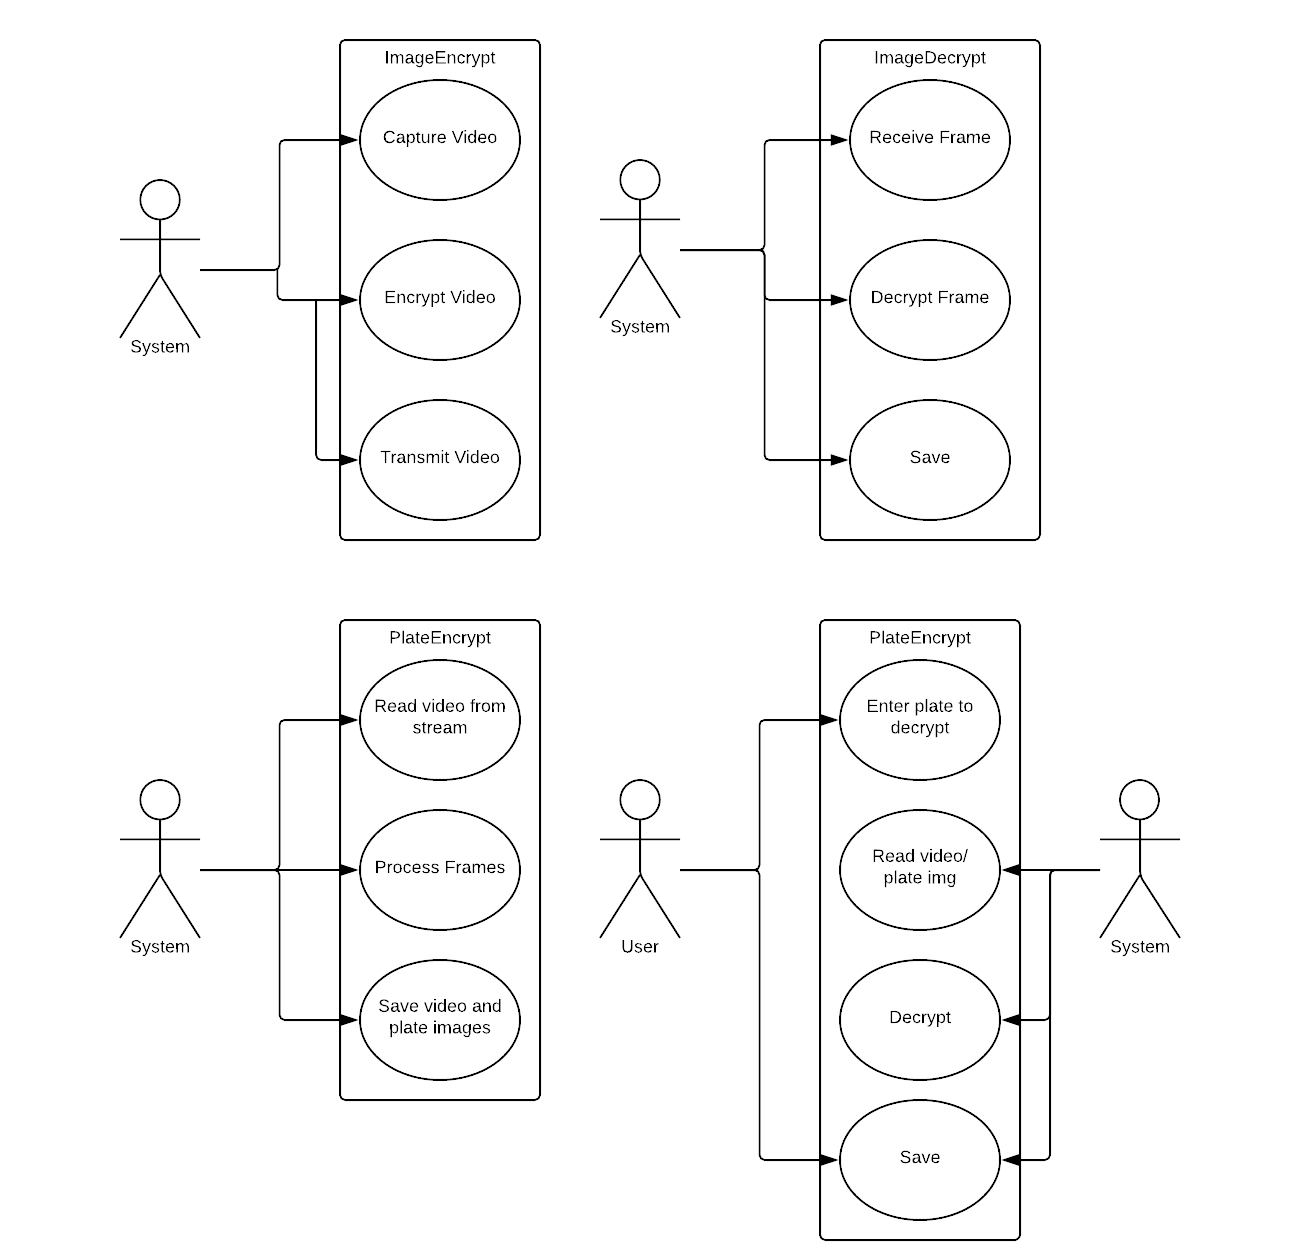 ImageEncrypt
Capture Video
Encrypt Video
Transmit Video
System
ImageDecrypt
Receive Frame
Decrypt Frame
Save
System
PlateEncrypt
Read video from
stream
Process Frames
Save video and
plate images
System
PlateEncrypt
Enter plate to
decrypt
Read video/
plate img
Decrypt
Save
User
System